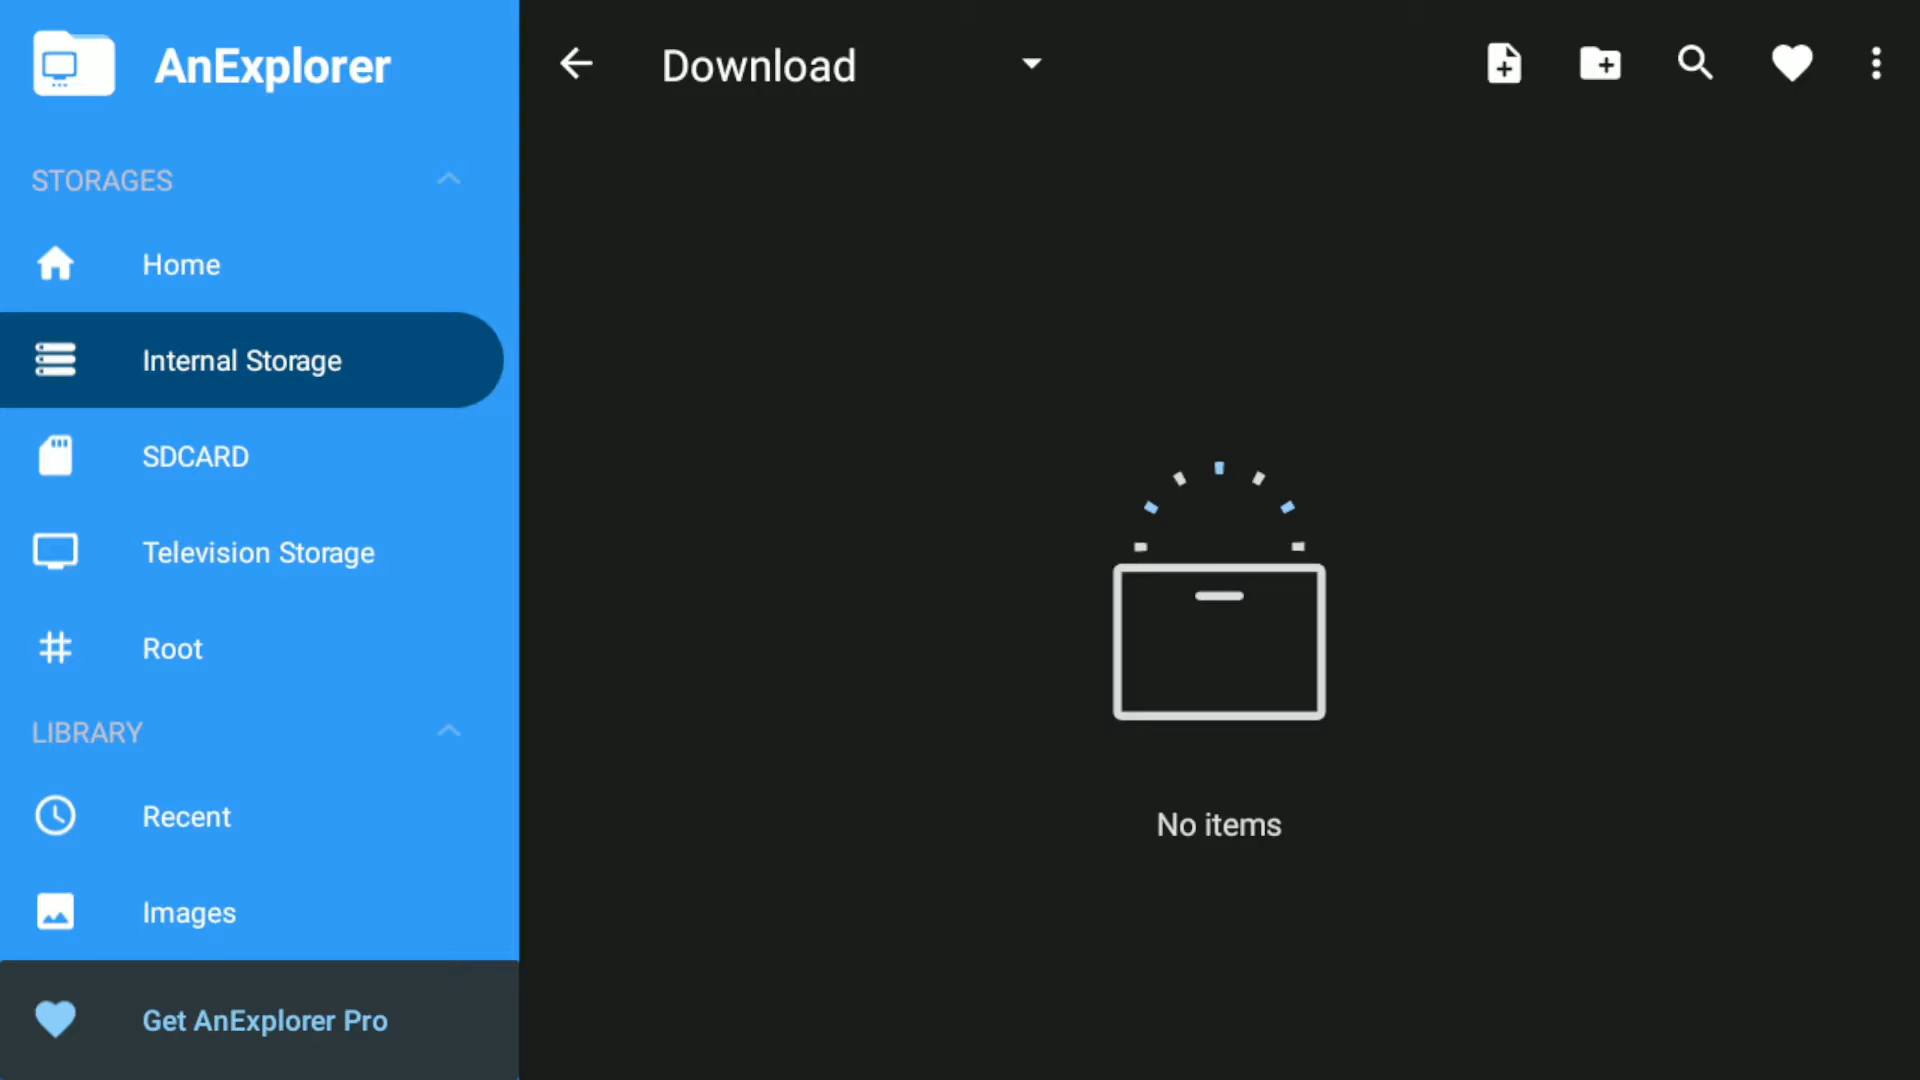 AnExplorer
STORAGES
Home
Internal Storage
SDCARD
Television Storage
Root
LIBRARY
Recent
Images
Get AnExplorer Pro
Download
No items